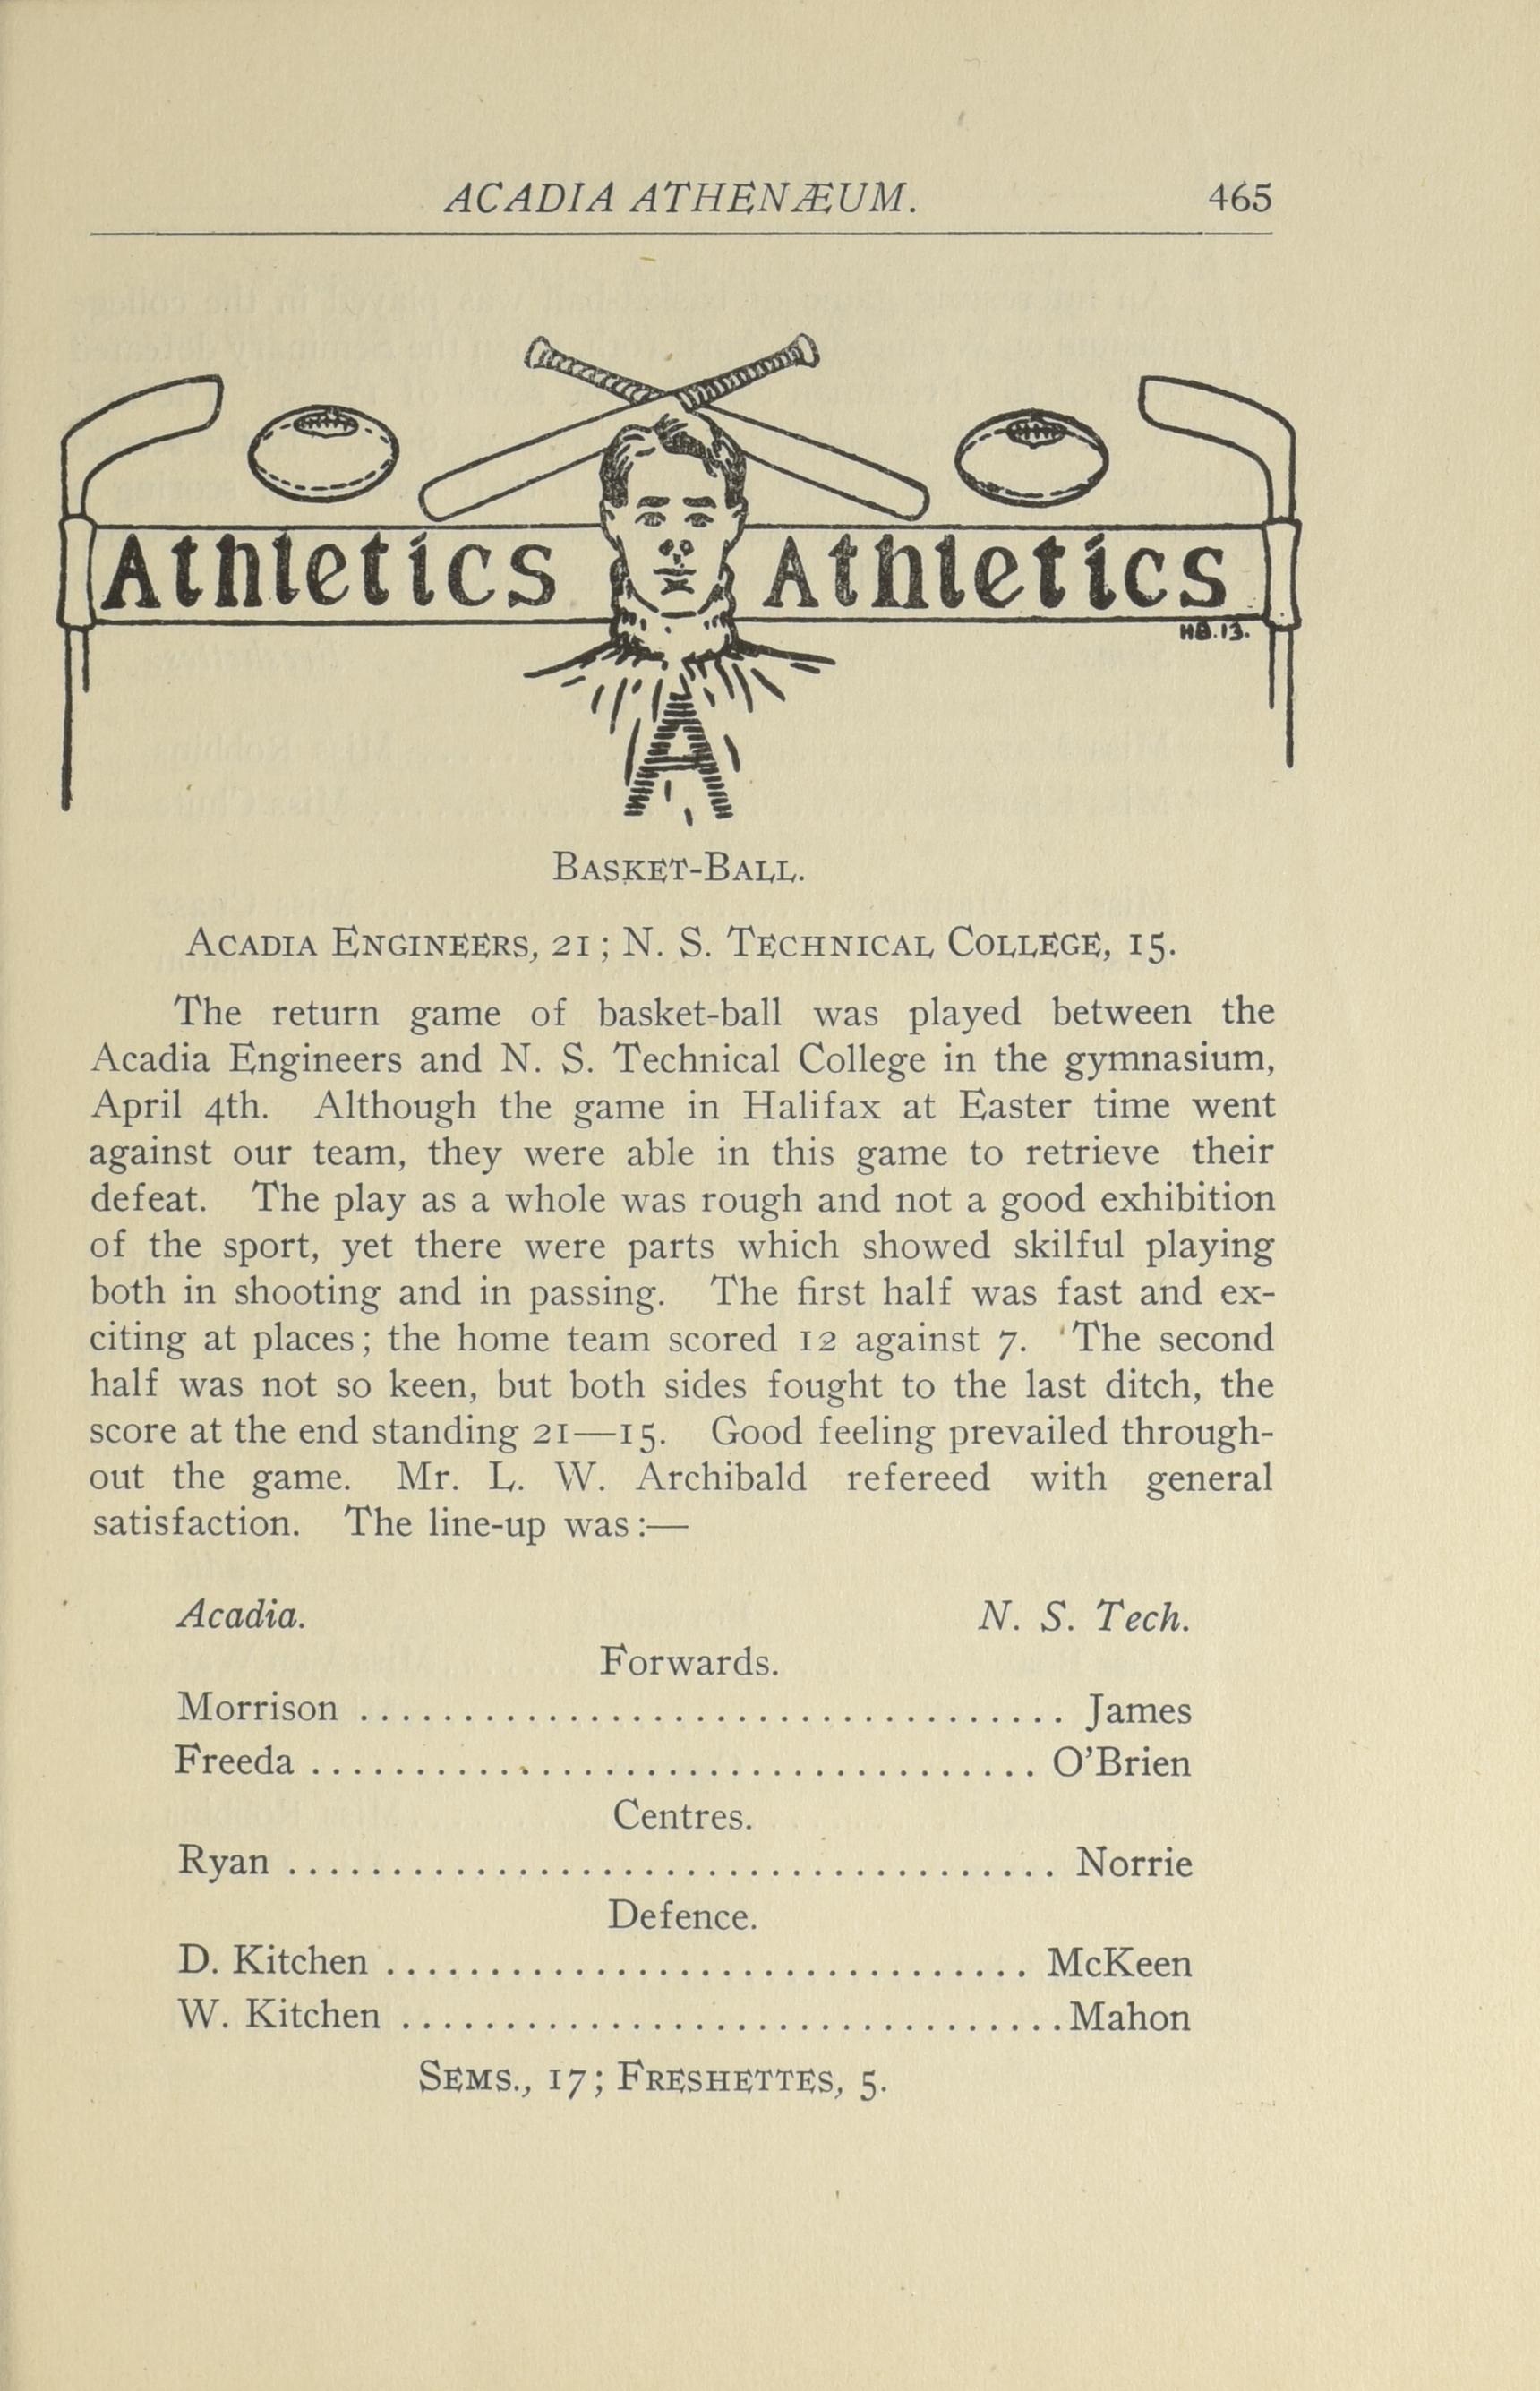 ACADIA ATHENÆUM. 465
Athletics Athletics
HB.13.
A
BASKET-BALL.
ACADIA ENGINEERS, 21; N. S. TECHNICAL COLLEGE, 15.
The return game of basket-ball was played between the
Acadia Engineers and N. S. Technical College in the gymnasium,
April 4th. Although the game in Halifax at Easter time went
against our team, they were able in this game to retrieve their
defeat. The play as a whole was rough and not a good exhibition
of the sport, yet there were parts which showed skilful playing
both in shooting and in passing. The first half was fast and ex-
citing at places; the home team scored 12 against 7. The second
half was not so keen, but both sides fought to the last ditch, the
score at the end standing 21—15. Good feeling prevailed through-
out the game. Mr. L. W. Archibald refereed with general
satisfaction. The line-up was:—
Acadia. N. S. Tech.
Forwards.
Morrison .................................. James
Freeda ................................... O'Brien
Centres.
Ryan ..................................... Norrie
Defence.
D. Kitchen ............................... McKeen
W. Kitchen ................................ Mahon
SEMS., 17; FRESHETTES, 5.